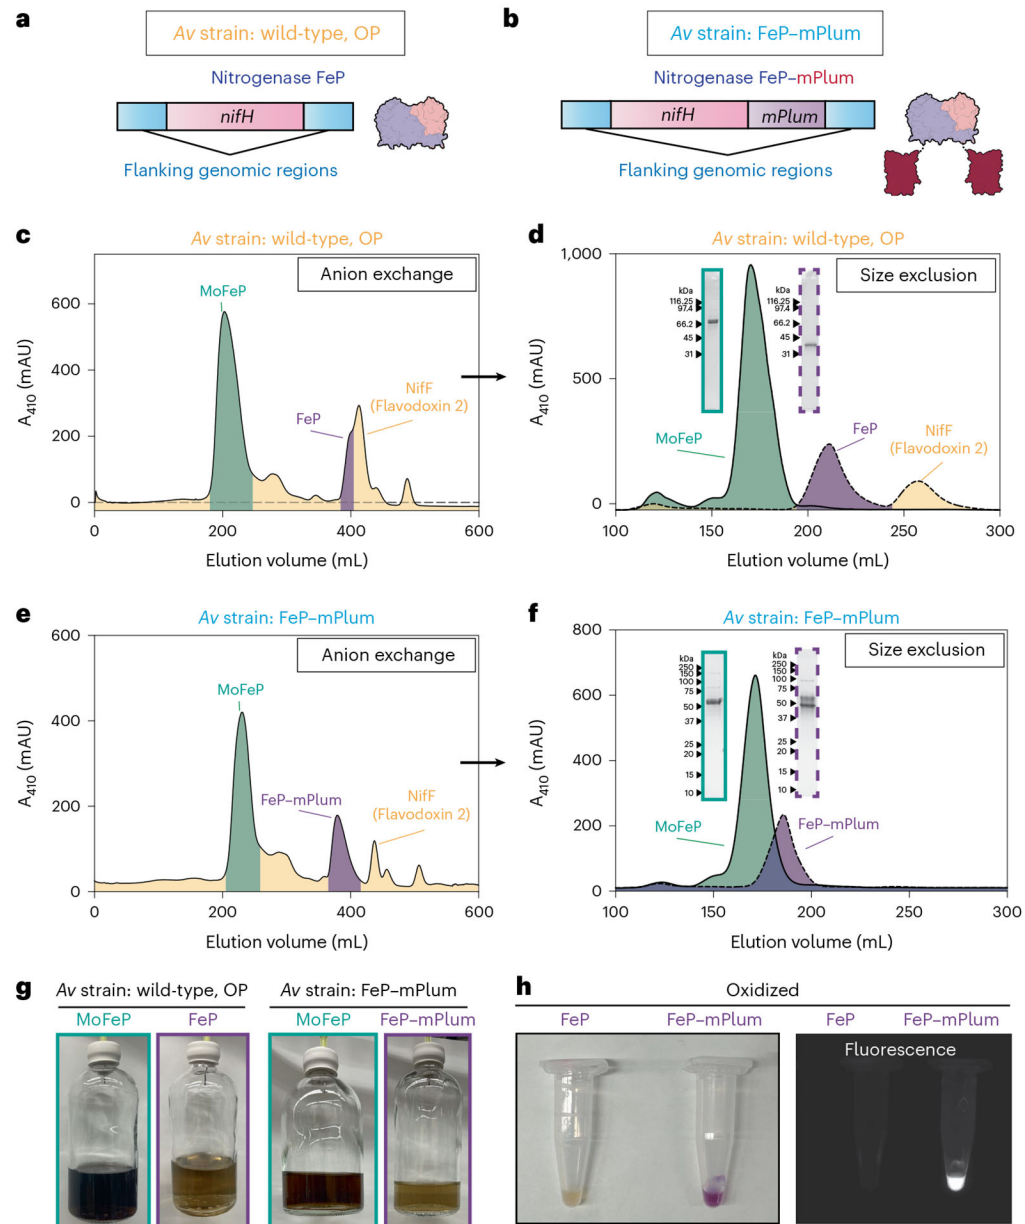 a
Av strain: wild-type, OP
Nitrogenase FeP
nifH
Flanking genomic regions
b
Av strain: FeP–mPlum
Nitrogenase FeP–mPlum
nifH
mPlum
Flanking genomic regions
c
Av strain: wild-type, OP
Anion exchange
MoFeP
FeP
NifF
(Flavodoxin 2)
A410 (mAU)
600
400
200
0
0
200
400
600
Elution volume (mL)
d
Av strain: wild-type, OP
Size exclusion
kDa
116.25
97.4
66.2
45
31
kDa
116.25
97.4
66.2
45
31
MoFeP
FeP
NifF
(Flavodoxin 2)
A410 (mAU)
1,000
500
0
100
150
200
250
300
Elution volume (mL)
e
Av strain: FeP–mPlum
Anion exchange
MoFeP
FeP–mPlum
NifF
(Flavodoxin 2)
A410 (mAU)
600
400
200
0
0
200
400
600
Elution volume (mL)
f
Av strain: FeP–mPlum
Size exclusion
kDa
250
150
100
75
50
37
25
20
15
10
kDa
250
150
100
75
50
37
25
20
15
10
MoFeP
FeP–mPlum
A410 (mAU)
800
600
400
200
0
100
150
200
250
300
Elution volume (mL)
g
Av strain: wild-type, OP
MoFeP
FeP
Av strain: FeP–mPlum
MoFeP
FeP–mPlum
h
Oxidized
FeP
FeP–mPlum
FeP
FeP–mPlum
Fluorescence